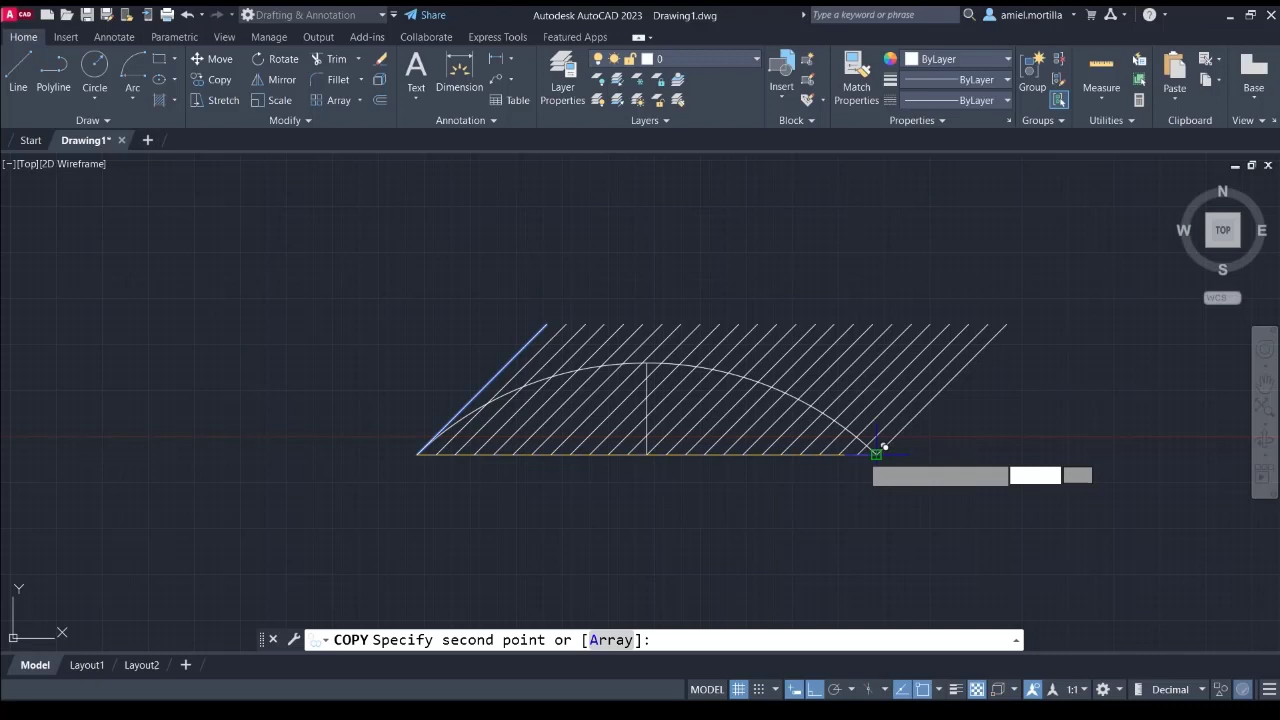 CAD Drafting & Annotation Share Autodesk AutoCAD 2023 Drawing1.dwg Type a keyword or phrase amiel.mortilla
Home Insert Annotate Parametric View Manage Output Add-ins Collaborate Express Tools Featured Apps
Move Rotate Trim 0 ByLayer
Line Polyline Circle Arc Copy Mirror Fillet Text Dimension Layer Properties Insert Match Properties ByLayer Group Measure Paste Base
Stretch Scale Array Table ByLayer
Draw Modify Annotation Layers Block Properties Groups Utilities Clipboard View
Start Drawing1* 
[−][Top][2D Wireframe]
N
W TOP E
S
WCS
Y
X
COPY Specify second point or [Array]:
Model Layout1 Layout2
MODEL 1:1 Decimal